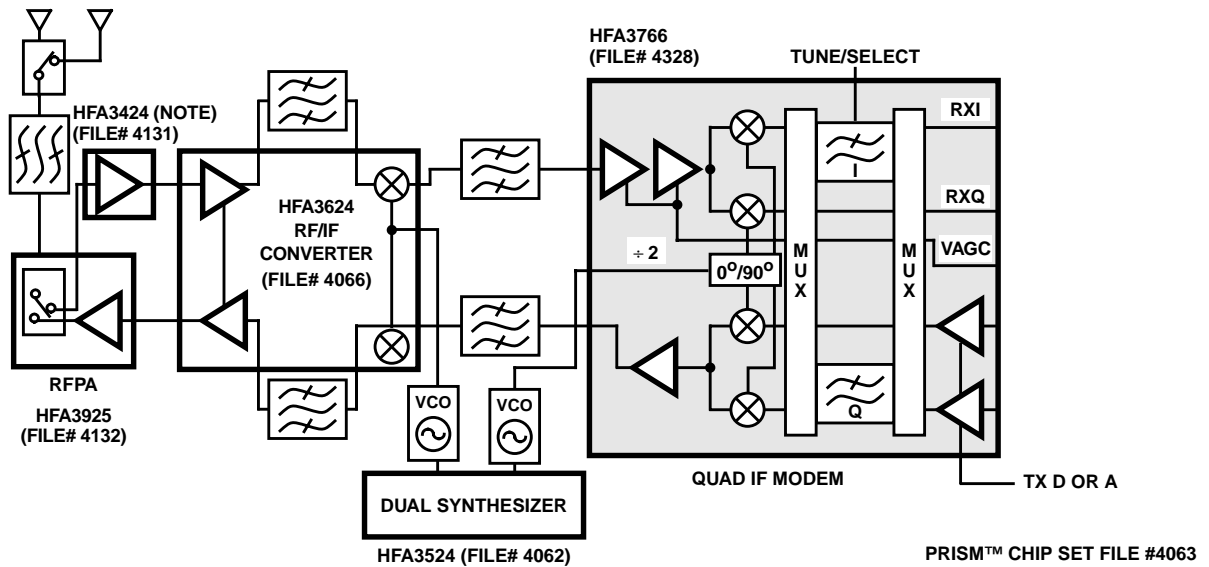 HFA3766
(FILE# 4328)
TUNE/SELECT
HFA3424 (NOTE)
(FILE# 4131)
RXI
I
HFA3624
RF/IF
CONVERTER
(FILE# 4066)
RXQ
÷ 2
VAGC
0°/90°
MUX
MUX
RFPA
HFA3925
(FILE# 4132)
VCO
VCO
Q
QUAD IF MODEM
TX D OR A
DUAL SYNTHESIZER
HFA3524 (FILE# 4062)
PRISM™ CHIP SET FILE #4063